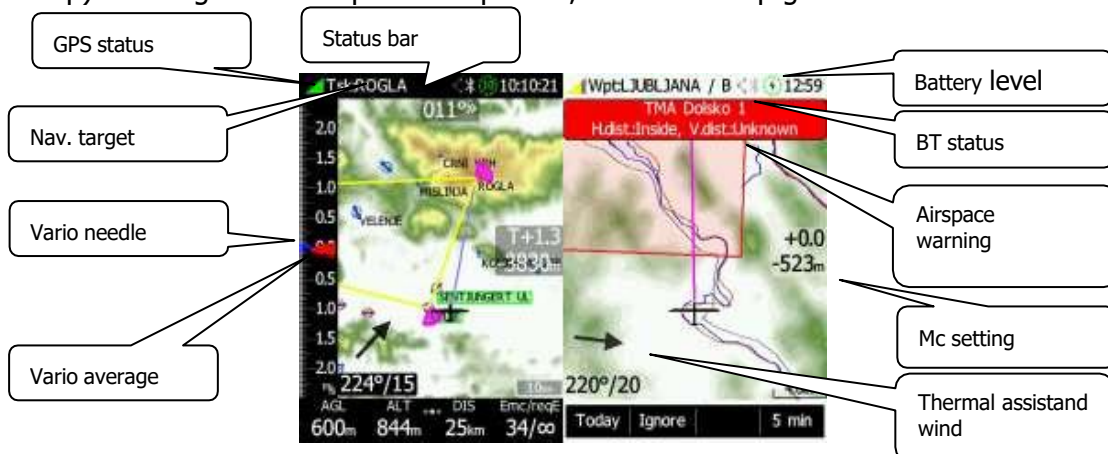 GPS status
Status bar
Nav. target
Vario needle
Vario average
Tsk:ROGLA
10:10:21
011°»
2.0
1.5
1.0
0.5
0.5
1.0
1.5
2.0
CRNI VRH
MISLINJA
ROGLA
VELENJE
T+1.3
3830m
SENTJUNGERT UL
224°/15
AGL
ALT
DIS
Emc/reqE
600m
844m
25km
34/∞
Wpt:LJUBLJANA / B
12:59
TMA Dolsko 1
H.dist.:Inside, V.dist:Unknown
+0.0
-523m
220°/20
Today
Ignore
5 min
Battery level
BT status
Airspace
warning
Mc setting
Thermal assistand
wind